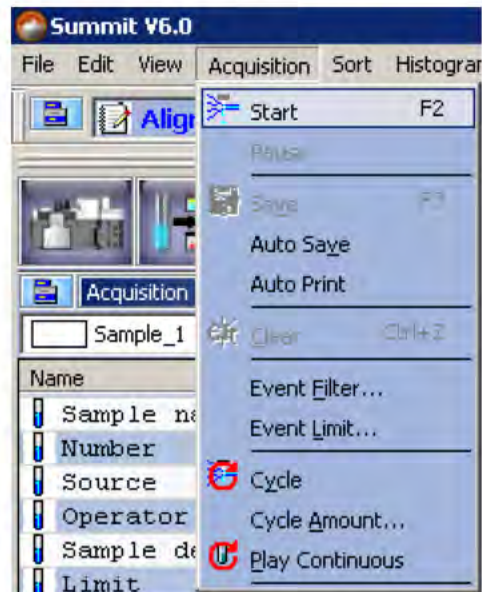 Summit V6.0
File Edit View Acquisition Sort Histogra
Align
Start F2
Pause
Save F3
Auto Save
Auto Print
Clear Ctrl+Z
Event Filter...
Event Limit...
Cycle
Cycle Amount...
Play Continuous
Acquisition
Sample_1
Name
Sample na
Number
Source
Operator
Sample de
Limit